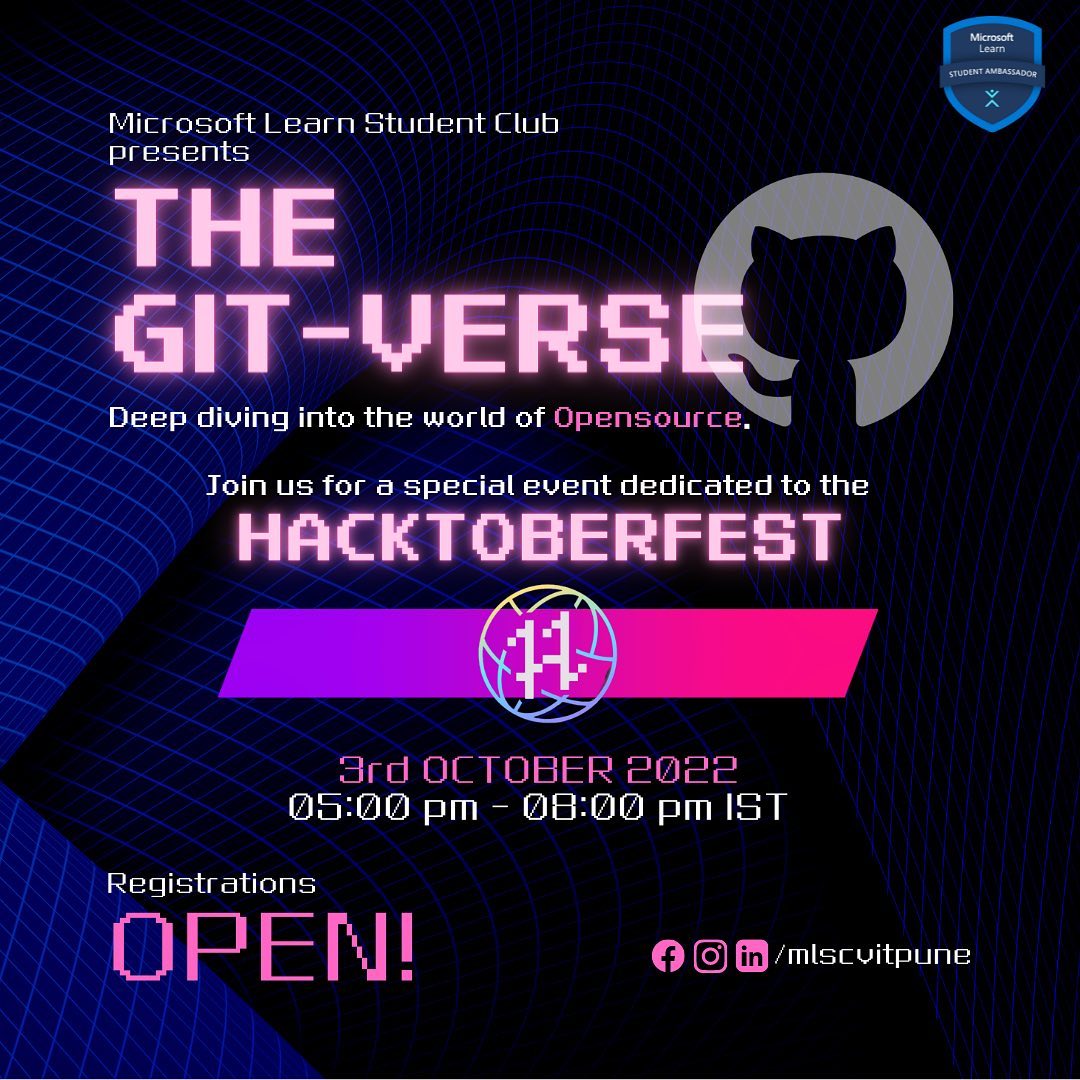 Microsoft
Learn
STUDENT AMBASSADOR
Microsoft Learn Student Club
presents
THE
GIT-VERSE
Deep diving into the world of Opensource.
Join us for a special event dedicated to the
HACKTOBERFEST
3rd OCTOBER 2022
05:00 pm - 08:00 pm IST
Registrations
OPEN!
/mlscvitpune